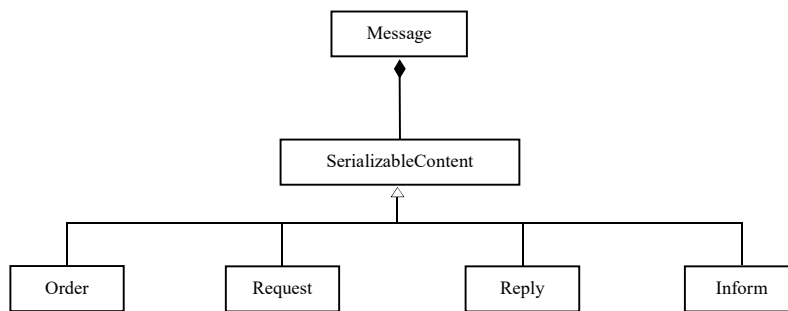 Message
SerializableContent
Order
Request
Reply
Inform